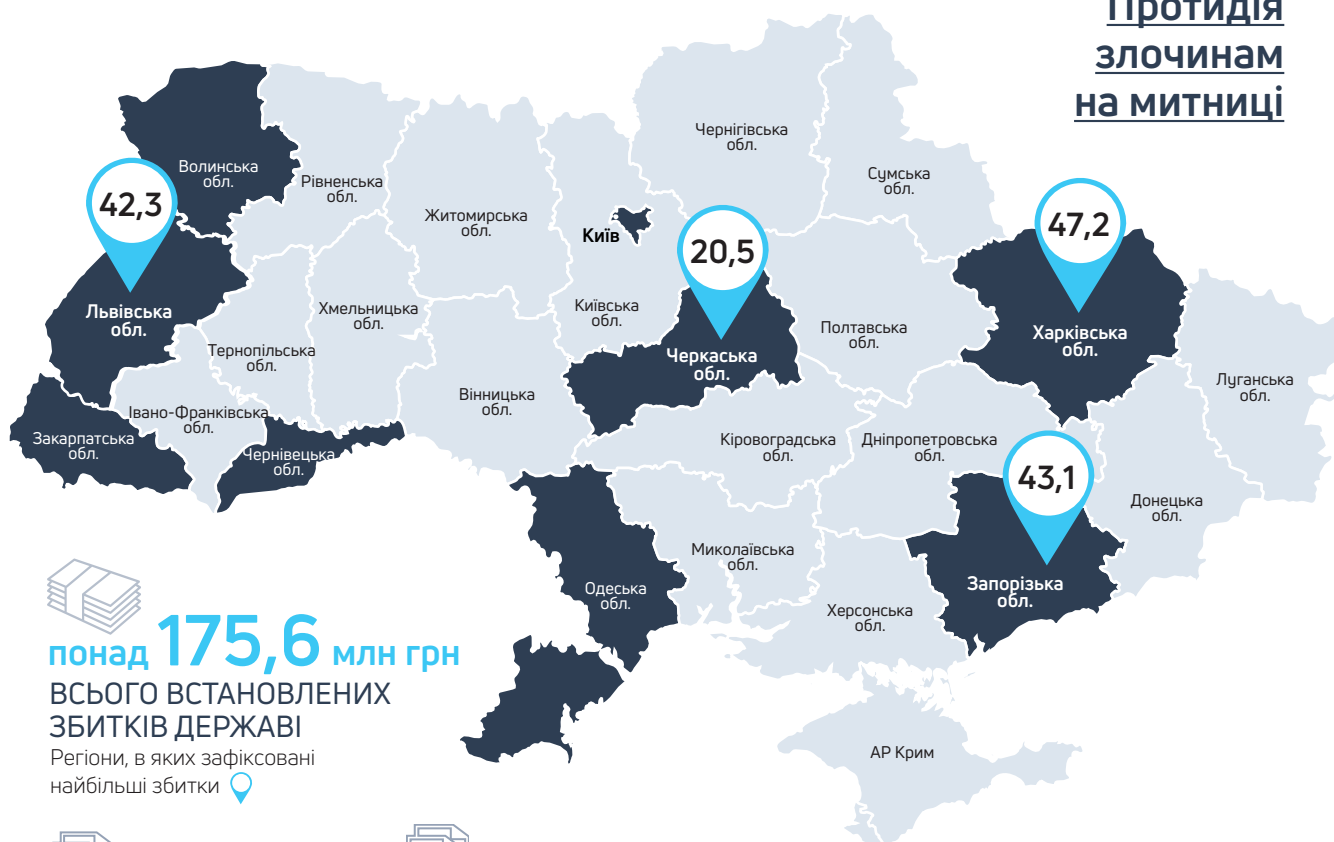 Протидія
злочинам
на митниці
Чернігівська
обл.
Волинська
обл.
Сумська
обл.
Рівненська
обл.
42,3
Житомирська
обл.
47,2
Київ
20,5
Львівська
обл.
Хмельницька
обл.
Київська
обл.
Полтавська
обл.
Харківська
обл.
Тернопільська
обл.
Черкаська
обл.
Луганська
обл.
Вінницька
обл.
Івано-Франківська
обл.
Закарпатська
обл.
Чернівецька
обл.
Кіровоградська
обл.
Дніпропетровська
обл.
43,1
Донецька
обл.
Миколаївська
обл.
Одеська
обл.
Запорізька
обл.
Херсонська
обл.
понад 175,6 млн грн
ВСЬОГО ВСТАНОВЛЕНИХ
ЗБИТКІВ ДЕРЖАВІ
Регіони, в яких зафіксовані
найбільші збитки
АР Крим